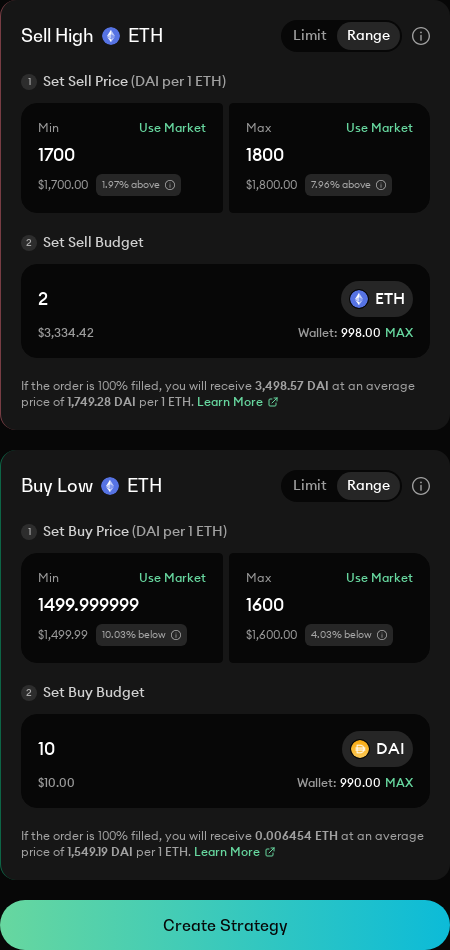 Sell High ETH Limit Range
1 Set Sell Price (DAI per 1 ETH)
Min Use Market Max Use Market
1700 1800
$1,700.00 1.97% above $1,800.00 7.96% above
2 Set Sell Budget
2 ETH
$3,334.42 Wallet: 998.00 MAX
If the order is 100% filled, you will receive 3,498.57 DAI at an average
price of 1,749.28 DAI per 1 ETH. Learn More
Buy Low ETH Limit Range
1 Set Buy Price (DAI per 1 ETH)
Min Use Market Max Use Market
1499.999999 1600
$1,499.99 10.03% below $1,600.00 4.03% below
2 Set Buy Budget
10 DAI
$10.00 Wallet: 990.00 MAX
If the order is 100% filled, you will receive 0.006454 ETH at an average
price of 1,549.19 DAI per 1 ETH. Learn More
Create Strategy